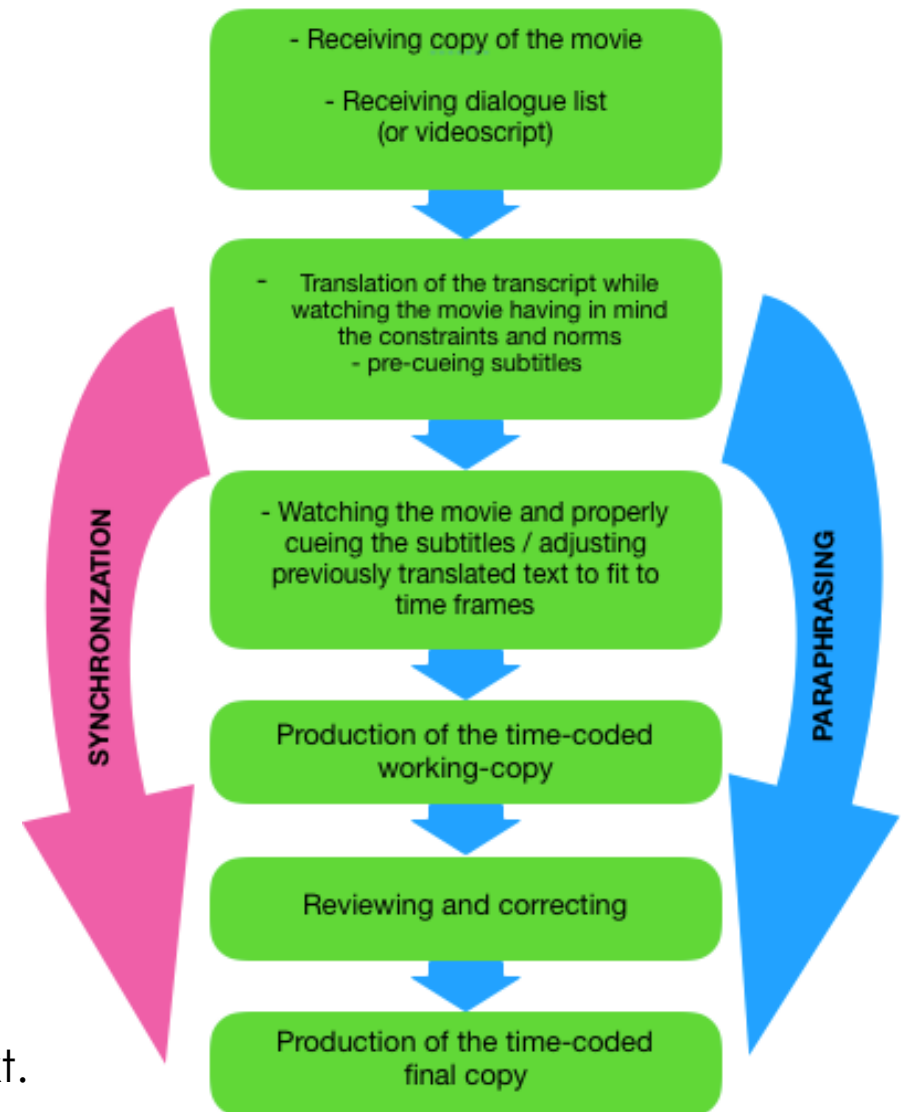 - Receiving copy of the movie
- Receiving dialogue list
(or videoscript)
- Translation of the transcript while
watching the movie having in mind
the constraints and norms
- pre-cueing subtitles
SYNCHRONIZATION
PARAPHRASING
- Watching the movie and properly
cueing the subtitles / adjusting
previously translated text to fit to
time frames
Production of the time-coded
working-copy
Reviewing and correcting
Production of the time-coded
final copy